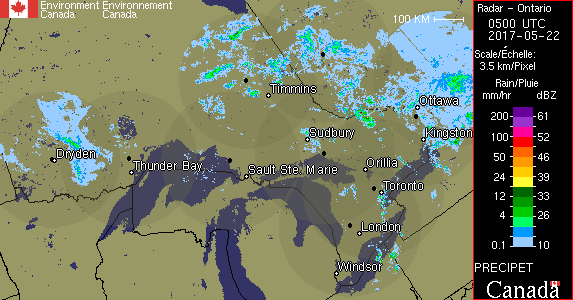 Environment Environnement
Canada Canada
100 KM
Timmins
Ottawa
Sudbury
Kingston
Dryden
Thunder Bay
Sault Ste. Marie
Orillia
Toronto
London
Windsor
Radar - Ontario
0500 UTC
2017-05-22
Scale/Échelle:
3.5 km/Pixel
Rain/Pluie
mm/hr dBZ
200 61
100 52
50 46
24 39
12 33
4 26
0.1 10
PRECIPET
Canada